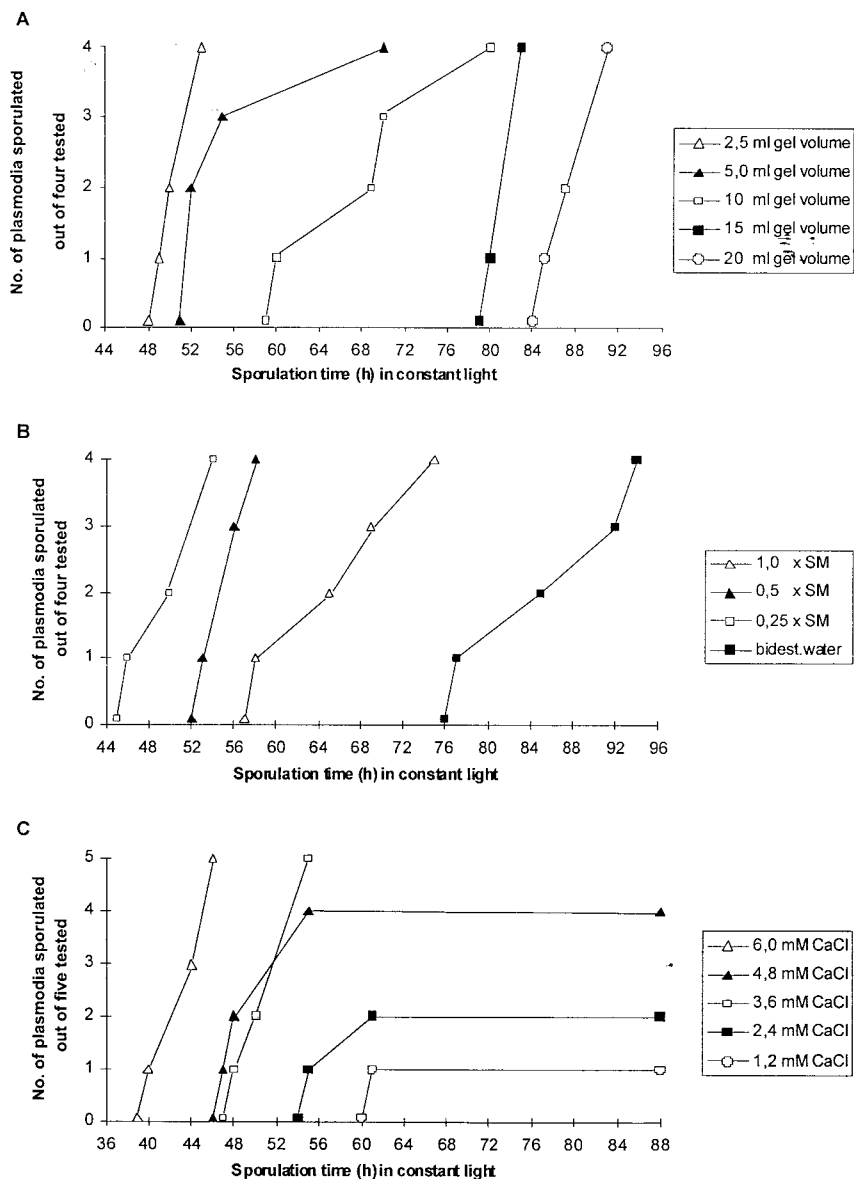 A
No. of plasmodia sporulated
out of four tested
4
3
2
1
0
44 48 52 56 60 64 68 72 76 80 84 88 92 96
Sporulation time (h) in constant light
2,5 ml gel volume
5,0 ml gel volume
10 ml gel volume
15 ml gel volume
20 ml gel volume
B
No. of plasmodia sporulated
out of four tested
4
3
2
1
0
44 48 52 56 60 64 68 72 76 80 84 88 92 96
Sporulation time (h) in constant light
1,0 x SM
0,5 x SM
0,25 x SM
bidest.water
C
No. of plasmodia sporulated
out of five tested
5
4
3
2
1
0
36 40 44 48 52 56 60 64 68 72 76 80 84 88
Sporulation time (h) in constant light
6,0 mM CaCl
4,8 mM CaCl
3,6 mM CaCl
2,4 mM CaCl
1,2 mM CaCl